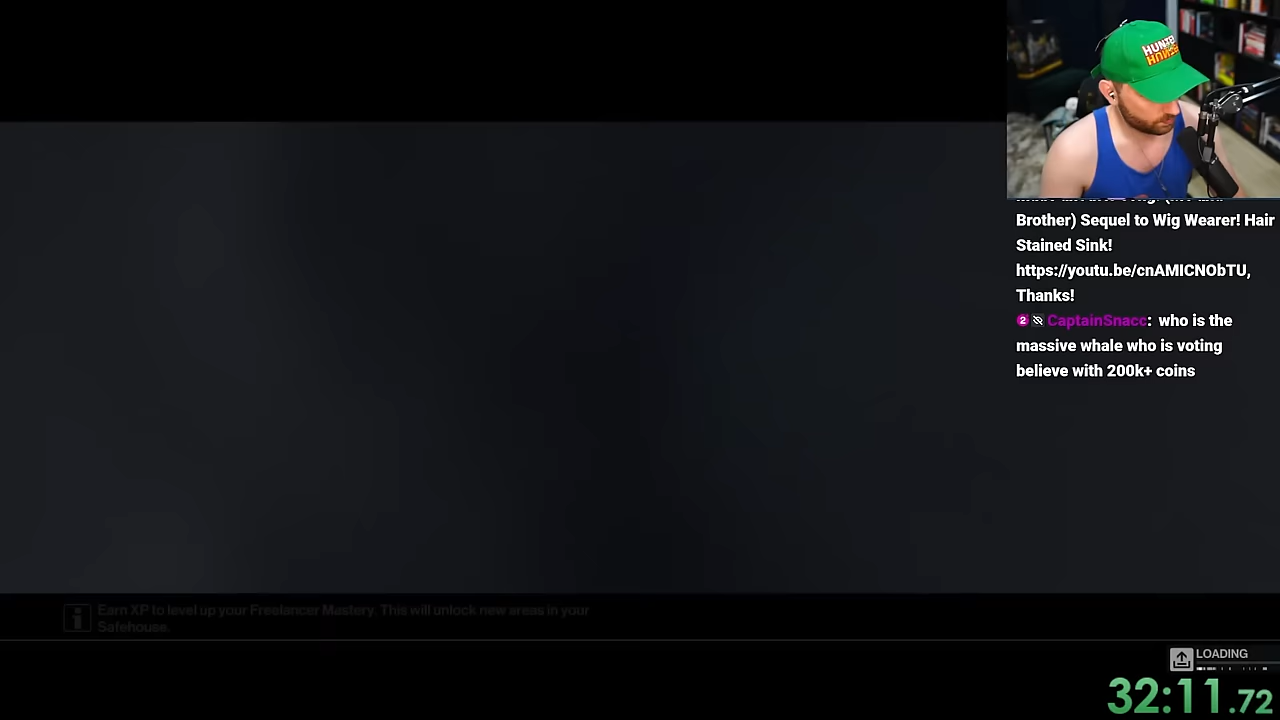 HUNTER
Brother) Sequel to Wig Wearer! Hair
Stained Sink!
https://youtu.be/cnAMICNObTU,
Thanks!
2 CaptainSnacc: who is the
massive whale who is voting
believe with 200k+ coins
Earn XP to level up your Freelancer Mastery. This will unlock new areas in your
Safehouse.
LOADING
32:11.72